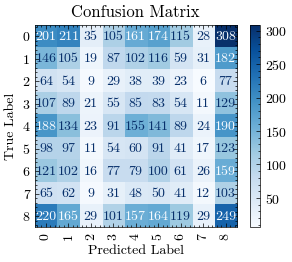 Confusion Matrix
0 201 211 35 105 161 174 115 28 308
1 146 105 19 87 102 116 59 31 182
2 64 54 9 29 38 39 23 6 77
3 107 89 21 55 85 83 54 11 129
4 188 134 23 91 155 141 89 24 190
5 98 97 11 54 60 91 41 17 123
6 121 102 16 77 79 100 61 26 159
7 65 62 9 31 48 50 41 12 103
8 220 165 29 101 157 164 119 29 249
0 1 2 3 4 5 6 7 8
Predicted Label
True Label
300
250
200
150
100
50